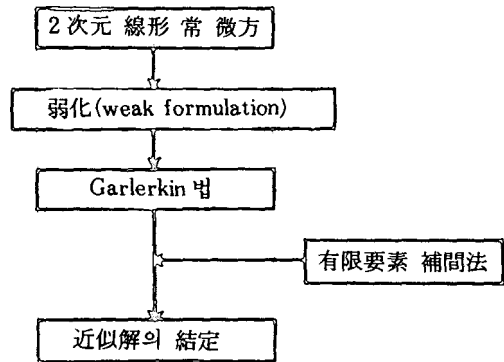 2次元 線形 常 微方
弱化(weak formulation)
Garlerkin 법
有限要素 補間法
近似解의 結定